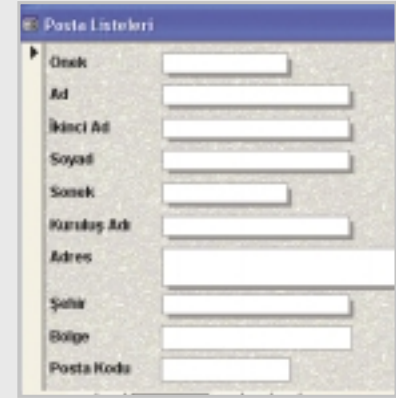 Posta Listeleri
Önek
Ad
İkinci Ad
Soyad
Sonek
Kuruluş Adı
Adres
Şehir
Bölge
Posta Kodu